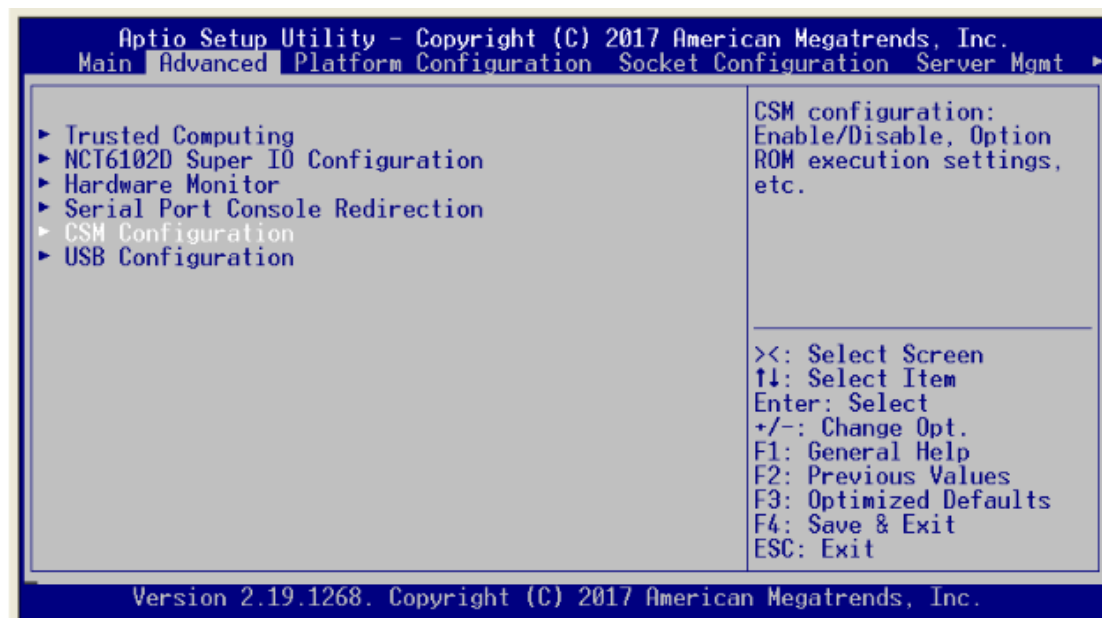 Aptio Setup Utility – Copyright (C) 2017 American Megatrends, Inc.
Main Advanced Platform Configuration Socket Configuration Server Mgmt ►
► Trusted Computing
► NCT6102D Super IO Configuration
► Hardware Monitor
► Serial Port Console Redirection
► CSM Configuration
► USB Configuration
CSM configuration:
Enable/Disable, Option
ROM execution settings,
etc.
><: Select Screen
↑↓: Select Item
Enter: Select
+/-: Change Opt.
F1: General Help
F2: Previous Values
F3: Optimized Defaults
F4: Save & Exit
ESC: Exit
Version 2.19.1268. Copyright (C) 2017 American Megatrends, Inc.